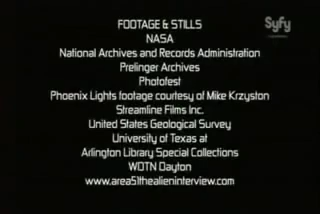 FOOTAGE & STILLS
Syfy
NASA
National Archives and Records Administration
Prelinger Archives
Photofest
Phoenix Lights footage courtesy of Mike Krzyston
Streamline Films Inc.
United States Geological Survey
University of Texas at
Arlington Library Special Collections
WDTN Dayton
www.area51thealieninterview.com